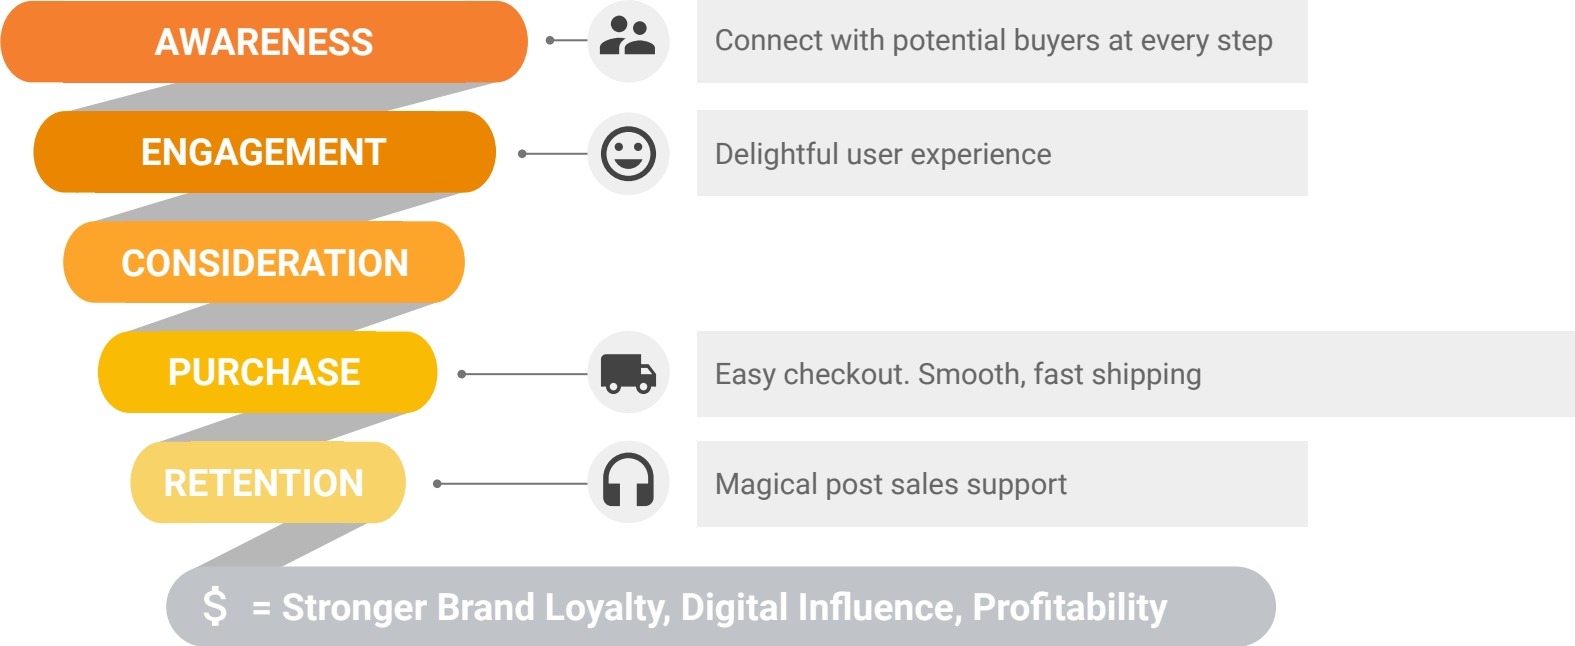 AWARENESS
Connect with potential buyers at every step
ENGAGEMENT
Delightful user experience
CONSIDERATION
PURCHASE
Easy checkout. Smooth, fast shipping
RETENTION
Magical post sales support
$ = Stronger Brand Loyalty, Digital Influence, Profitability